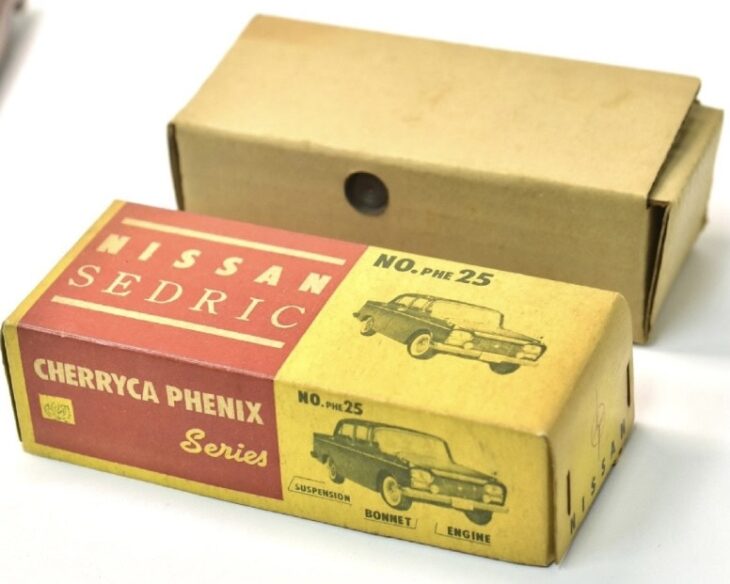 NISSAN
SEDRIC
NO. PHE 25
CHERRYCA PHENIX
Series
NO. PHE 25
SUSPENSION
BONNET
ENGINE
NISSAN